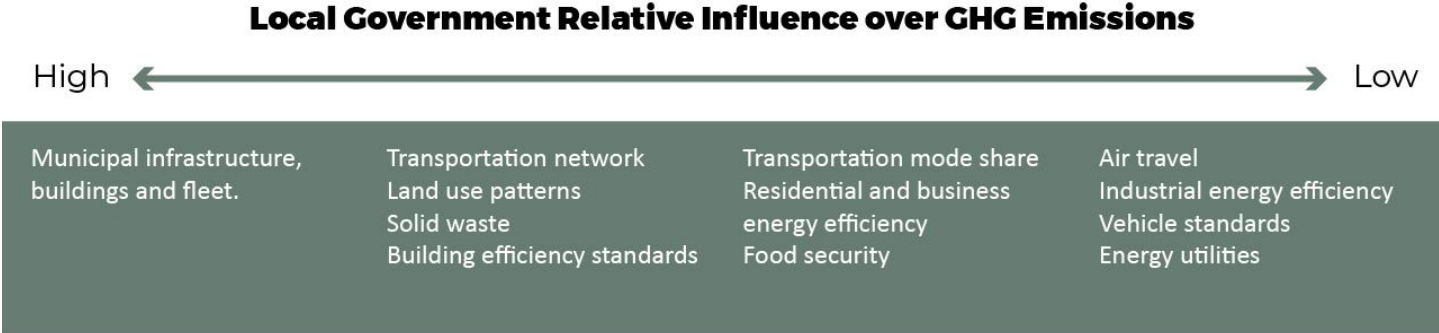 Local Government Relative Influence over GHG Emissions
High
Low
Municipal infrastructure,
buildings and fleet.
Transportation network
Land use patterns
Solid waste
Building efficiency standards
Transportation mode share
Residential and business
energy efficiency
Food security
Air travel
Industrial energy efficiency
Vehicle standards
Energy utilities